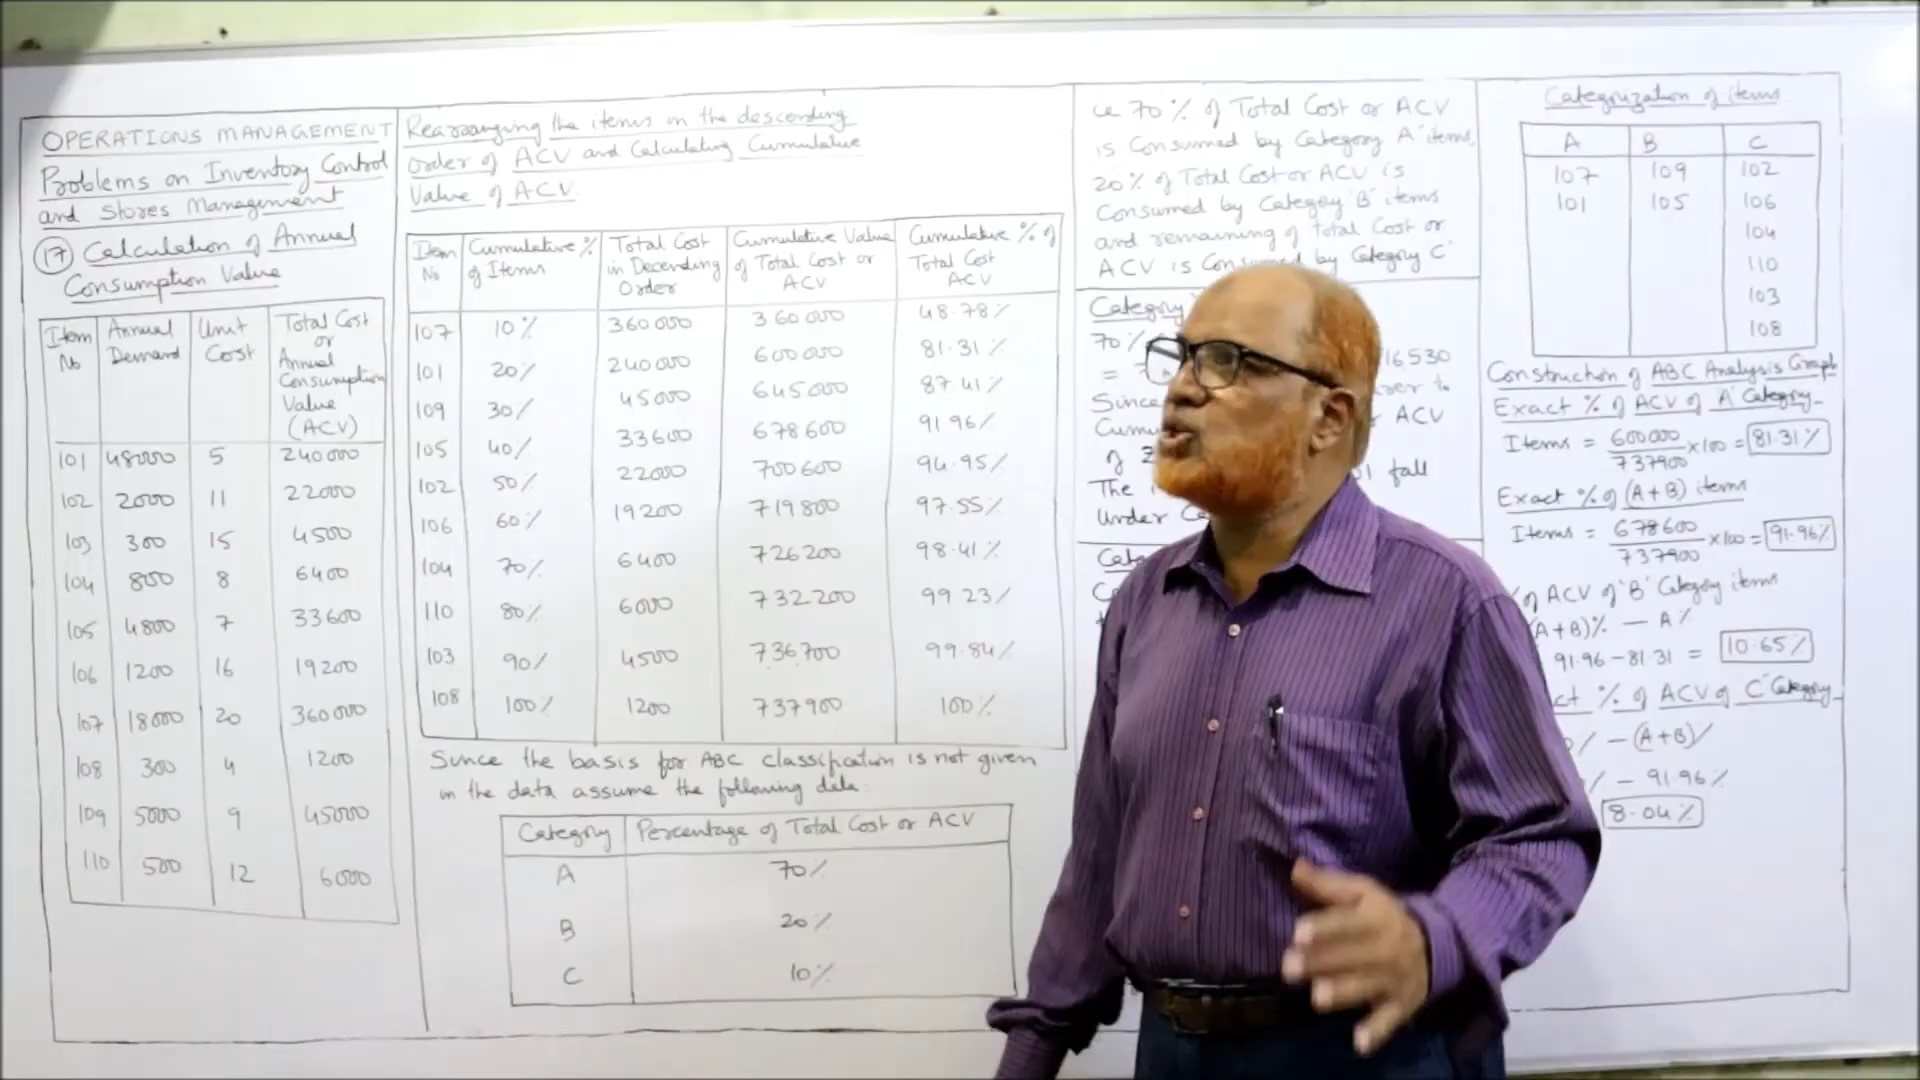 OPERATIONS MANAGEMENT
Problems on Inventory Control
and Stores Management
17 Calculation of Annual
Consumption Value
Item No | Annual Demand | Unit Cost | Total Cost or Annual Consumption Value (ACV)
101 48000 5 240000
102 2000 11 22000
103 300 15 4500
104 800 8 6400
105 4800 7 33600
106 1200 16 19200
107 18000 20 360000
108 300 4 1200
109 5000 9 45000
110 500 12 6000
Rearranging the items in the descending
order of ACV and Calculating Cumulative
Value of ACV
Item No | Cumulative % of Items | Total Cost in Decending Order | Cumulative Value of Total Cost or ACV | Cumulative % of Total Cost ACV
107 10% 360000 360000 48.78%
101 20% 240000 600000 81.31%
109 30% 45000 645000 87.41%
105 40% 33600 678600 91.96%
102 50% 22000 700600 94.95%
106 60% 19200 719800 97.55%
104 70% 6400 726200 98.41%
110 80% 6000 732200 99.23%
103 90% 4500 736700 99.84%
108 100% 1200 737900 100%
Since the basis for ABC classification is not given
in the data assume the following data.
Category | Percentage of Total Cost or ACV
A 70%
B 20%
C 10%
ie 70% of Total Cost or ACV
is Consumed by Category 'A' items,
20% of Total Cost or ACV is
Consumed by Category 'B' items
and remaining of total Cost or
ACV is Consumed by Category 'C'
Category
70%
= 16530
Since to
Cumu ACV
of
The fall
under
Categorization of items
A B C
107 109 102
101 105 106
104
110
103
108
Construction of ABC Analysis Graph
Exact % of ACV of 'A' Category
Items = 600000/737900 ×100 = 81.31%
Exact % of (A+B) items
Items = 678600/737900 ×100 = 91.96%
% of ACV of 'B' Category items
(A+B)% — A%
91.96 – 81.31 = 10.65%
% of ACV of 'C' Category
– (A+B)%
% – 91.96%
8.04%